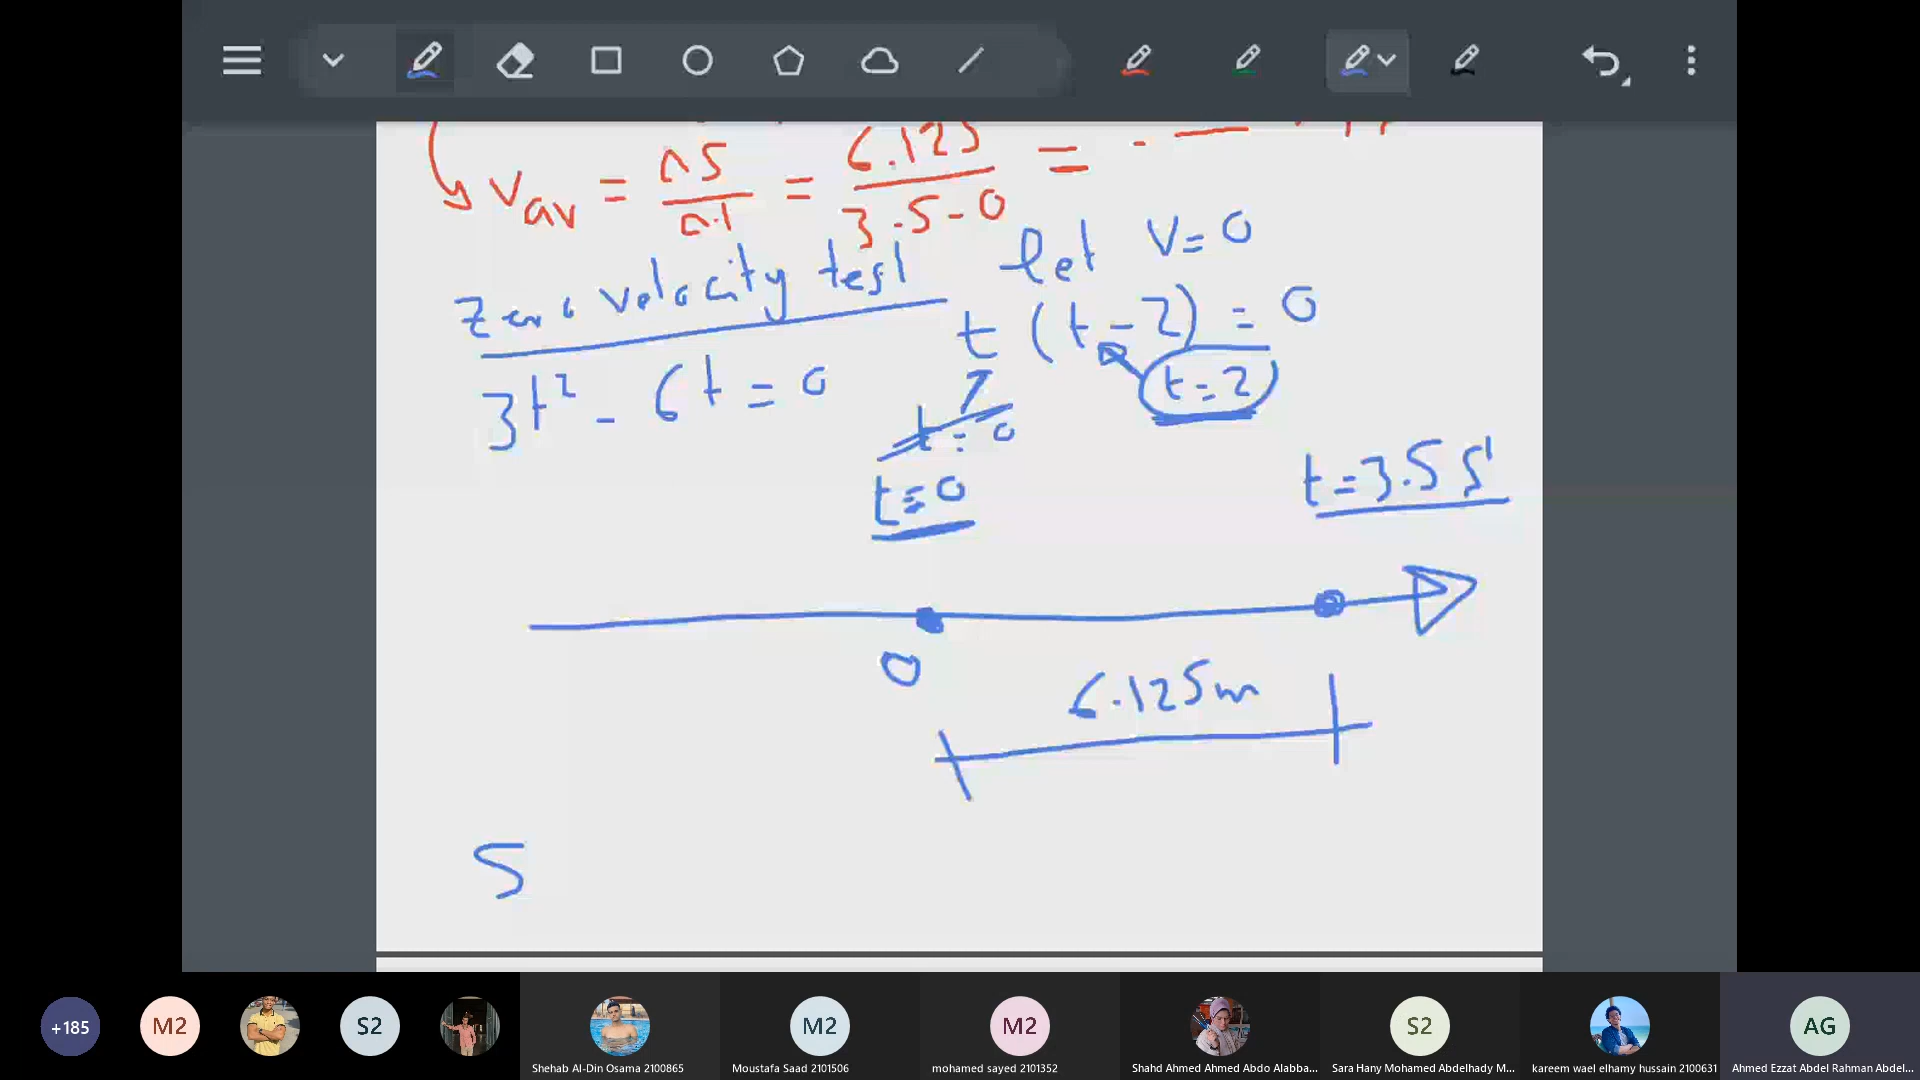 Vav = ΔS/Δt = 6.125/3.5-0 =
Zero velocity test let V=0
3t² - 6t = 0
t (t-2) = 0
t=0
t=2
t=0
t=3.5 s
0
6.125m
S
+185
M2
S2
M2
M2
S2
AG
Shehab Al-Din Osama 2100865
Moustafa Saad 2101506
mohamed sayed 2101352
Shahd Ahmed Ahmed Abdo Alabba...
Sara Hany Mohamed Abdelhady M...
kareem wael elhamy hussain 2100631
Ahmed Ezzat Abdel Rahman Abdel...